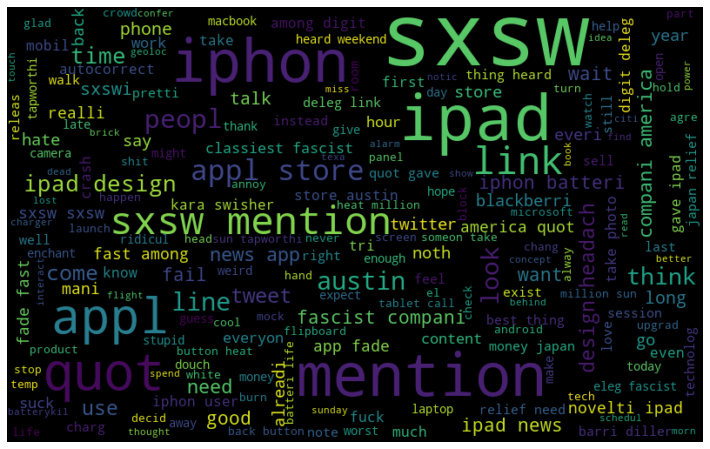 glad
crowd
confer
geoloc
back
mobil
macbook
phone
work
take
among digit
heard weekend
room
miss
help
idea
crash
year
part
touch
tapworthi
releas
autocorrect
time
iphon
sxsw
thing heard
notic
wait
digit deleg
open
power
walk
pretti
sxswi
realli
talk
deleg link
first
day
store
turn
watch
still
citi
hold
late
thank
instead
hour
ipad
everi
find
agre
hate
brick
say
peopl
give
alarm
panel
link
book
sell
compani america
camera
might
classiest fascist
texa
quot gave
show
iphon batteri
gave ipad
japan relief
dead
shit
appl store
ipad design
annoy
store austin
hope
blackberri
microsoft
read
lost
happen
kara swisher
heat million
block
america quot
charger
sxsw sxsw
launch
sxsw mention
twitter
someon take
chang
last
better
well
ridicul
head
sun tapworthi
never
screen
tri
noth
concept
alway
take photo
enchant
fast among
news app
right
enough
check
look
want
design headach
million sun
think
fade fast
interact
come
know
fail
weird
austin
feel
exist
behind
long
mani
flight
line
tweet
hand
expect
el
tablet call
best thing
session
appl
guess
cool
mock
fascist compani
android
love
upgrad
go
even
technolog
stupid
everyon
flipboard
content
money japan
product
button heat
app fade
today
quot
douch
white
need
alreadi
batteri life
mention
make
eleg fascist
stop
temp
spend
money
burn
tech
suck
use
iphon user
good
laptop
relief need
novelti ipad
batterykil
decid
away
sunday
fuck
schedul
life
charg
thought
back button
note
worst
much
ipad news
barri diller
morn